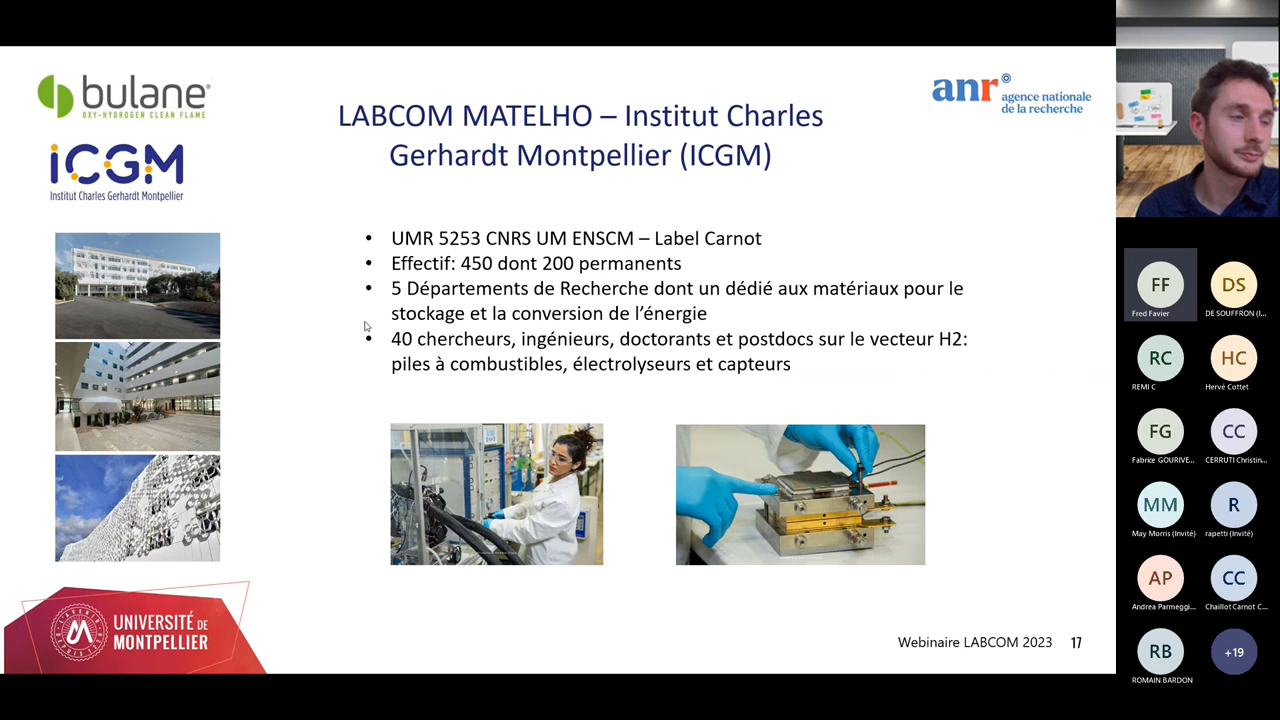 bulane®
OXY-HYDROGEN CLEAN FLAME
iCGM
Institut Charles Gerhardt Montpellier
LABCOM MATELHO – Institut Charles
Gerhardt Montpellier (ICGM)
anr
agence nationale
de la recherche
• UMR 5253 CNRS UM ENSCM – Label Carnot
• Effectif: 450 dont 200 permanents
• 5 Départements de Recherche dont un dédié aux matériaux pour le
stockage et la conversion de l’énergie
• 40 chercheurs, ingénieurs, doctorants et postdocs sur le vecteur H2:
piles à combustibles, électrolyseurs et capteurs
UNIVERSITÉ DE
MONTPELLIER
Webinaire LABCOM 2023 17
FF
Fred Favier
DS
DE SOUFFRON (I...
RC
REMI C
HC
Hervé Cottet
FG
Fabrice GOURIVE...
CC
CERRUTI Christin...
MM
May Morris (Invité)
R
rapetti (Invité)
AP
Andrea Parmeggi...
CC
Chaillot Carnot C...
RB
ROMAIN BARDON
+19